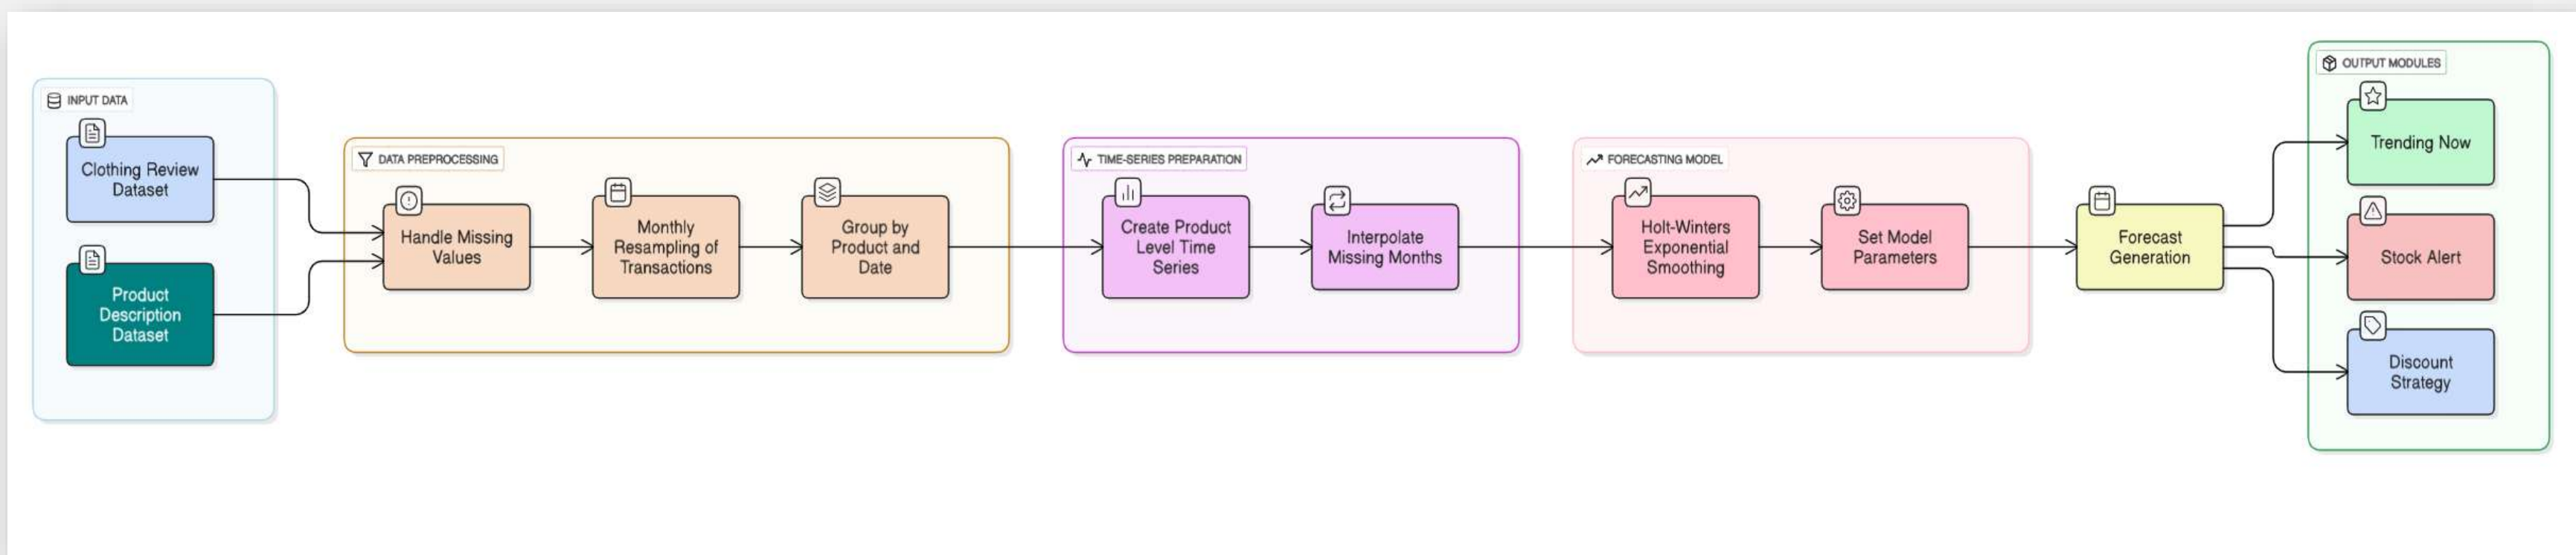 INPUT DATA
Clothing Review
Dataset
Product
Description
Dataset
DATA PREPROCESSING
Handle Missing
Values
Monthly
Resampling of
Transactions
Group by
Product and
Date
TIME-SERIES PREPARATION
Create Product
Level Time
Series
Interpolate
Missing Months
FORECASTING MODEL
Holt-Winters
Exponential
Smoothing
Set Model
Parameters
Forecast
Generation
OUTPUT MODULES
Trending Now
Stock Alert
Discount
Strategy